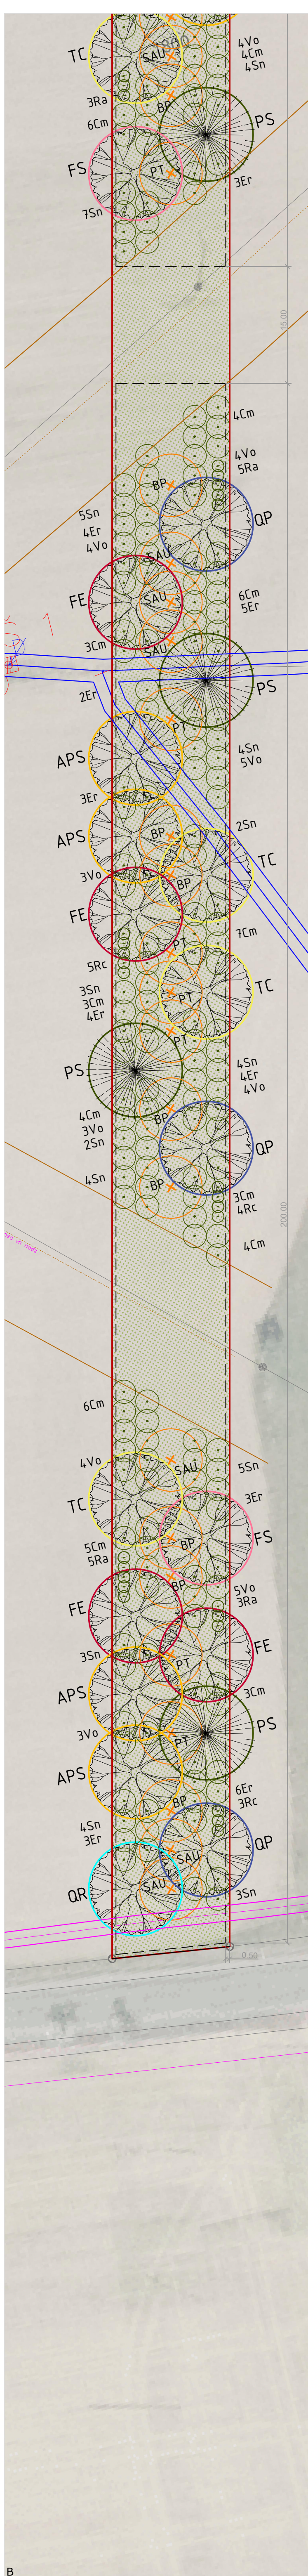 4Vo
4Cm
4Sn
TC
SAU
3Ra
BP
6Cm
PS
FS
PT
3Er
7Sn
15.00
4Cm
4Vo
5Ra
BP
5Sn
4Er
4Vo
QP
SAU
FE
SAU
6Cm
5Er
3Cm
SAU
2Er
PS
PT
4Sn
5Vo
APS
3Er
2Sn
APS
BP
TC
3Vo
BP
FE
7Cm
PT
5Rc
3Sn
3Cm
4Er
PT
TC
PT
PS
4Sn
4Er
4Vo
4Cm
3Vo
2Sn
BP
QP
4Sn
BP
3Cm
4Rc
200.00
4Cm
6Cm
4Vo
SAU
5Sn
TC
3Er
5Cm
5Ra
BP
FS
BP
5Vo
3Ra
FE
FE
3Sn
PT
APS
3Cm
3Vo
PT
PS
APS
BP
6Er
3Rc
4Sn
3Er
QP
QR
SAU
SAU
3Sn
0.50
B